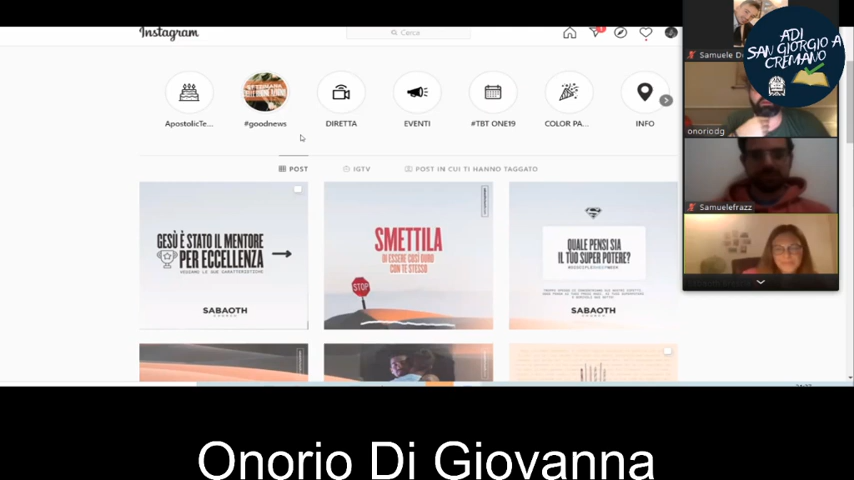 Instagram
Cerca
ApostolicTe...
#goodnews
DIRETTA
EVENTI
#TBT ONE19
COLOR PA...
INFO
POST
IGTV
POST IN CUI TI HANNO TAGGATO
GESÙ È STATO IL MENTORE
PER ECCELLENZA
VEDIAMO LE SUE CARATTERISTICHE
SABAOTH
CHURCH
SMETTILA
DI ESSERE COSÌ DURO
CON TE STESSO
STOP
QUALE PENSI SIA
IL TUO SUPER POTERE?
SABAOTH
CHURCH
Samuele D
onoriodg
Samuelefrazz
ADI
SAN GIORGIO A
CREMANO
Onorio Di Giovanna